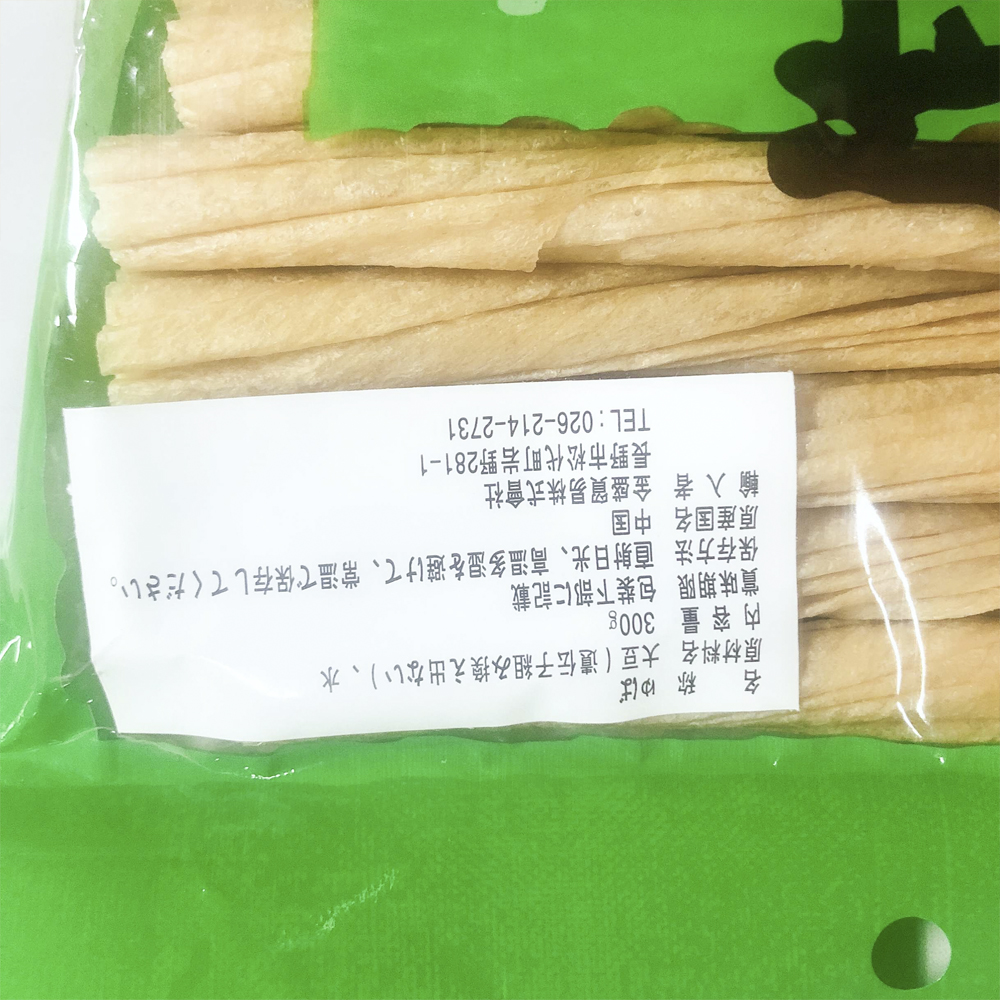 名称 ゆば
原材料名 大豆(遺伝子組み換え出ない)、水
内容量 300g
賞味期限 包装下部に記載
保存方法 直射日光、高温多湿を避けて、常温で保存してください。
原産国名 中国
輸入者 金盛貿易株式會社
長野市松代町岩野281-1
TEL:026-214-2731